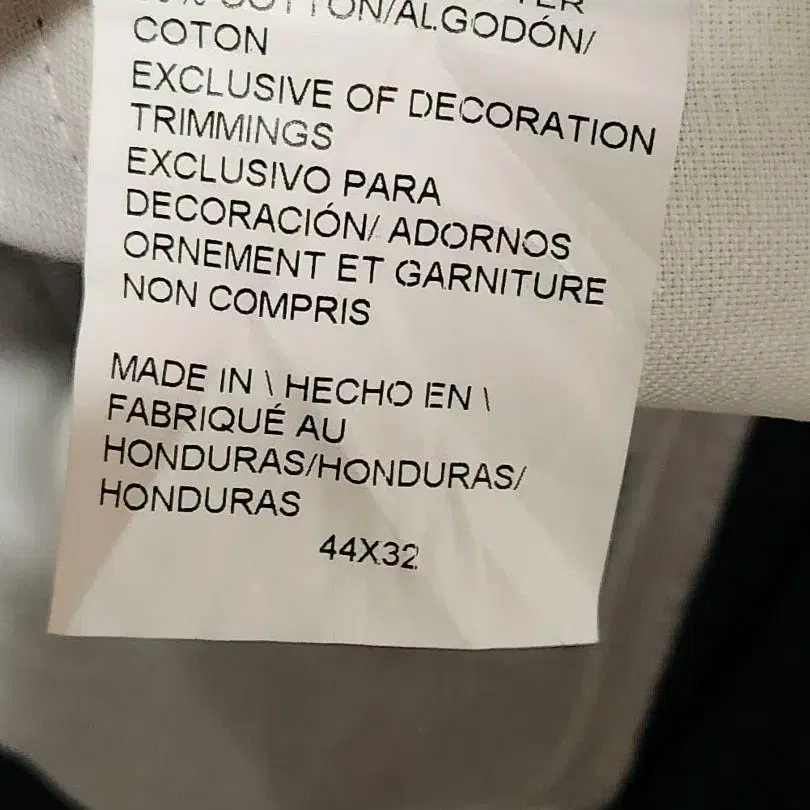 COTTON/ALGODÓN/
COTON
EXCLUSIVE OF DECORATION
TRIMMINGS
EXCLUSIVO PARA
DECORACIÓN/ ADORNOS
ORNEMENT ET GARNITURE
NON COMPRIS
MADE IN \ HECHO EN \
FABRIQUÉ AU
HONDURAS/HONDURAS/
HONDURAS
44X32